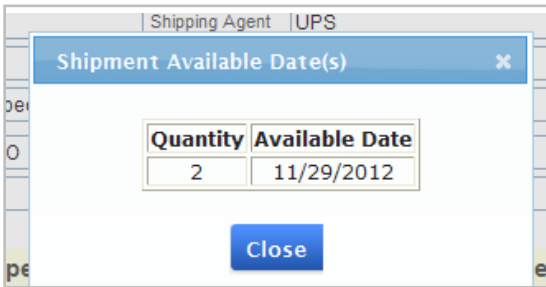 Shipping Agent UPS
Shipment Available Date(s)
Quantity Available Date
2 11/29/2012
Close